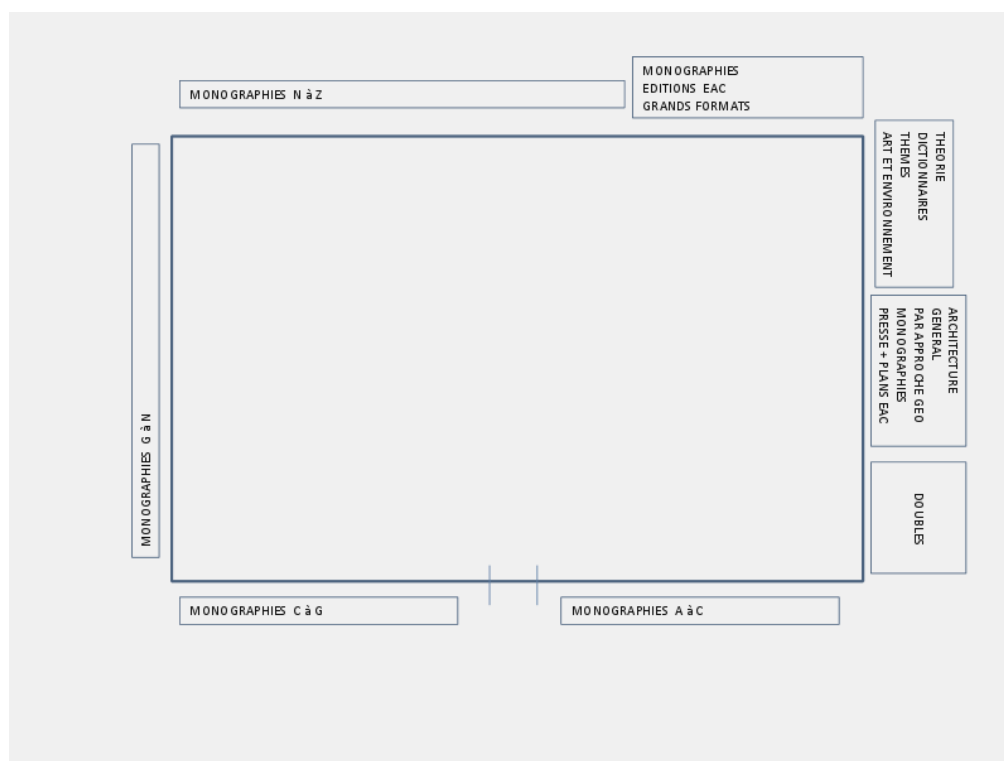 MONOGRAPHIES N à Z
MONOGRAPHIES
EDITIONS EAC
GRANDS FORMATS
THEORIE
DICTIONNAIRES
THEMES
ART ET ENVIRONNEMENT
ARCHITECTURE
GENERAL
PAR APPROCHE GEO
MONOGRAPHIES
PRESSE + PLANS EAC
DOUBLES
MONOGRAPHIES G à N
MONOGRAPHIES C à G
MONOGRAPHIES A à C